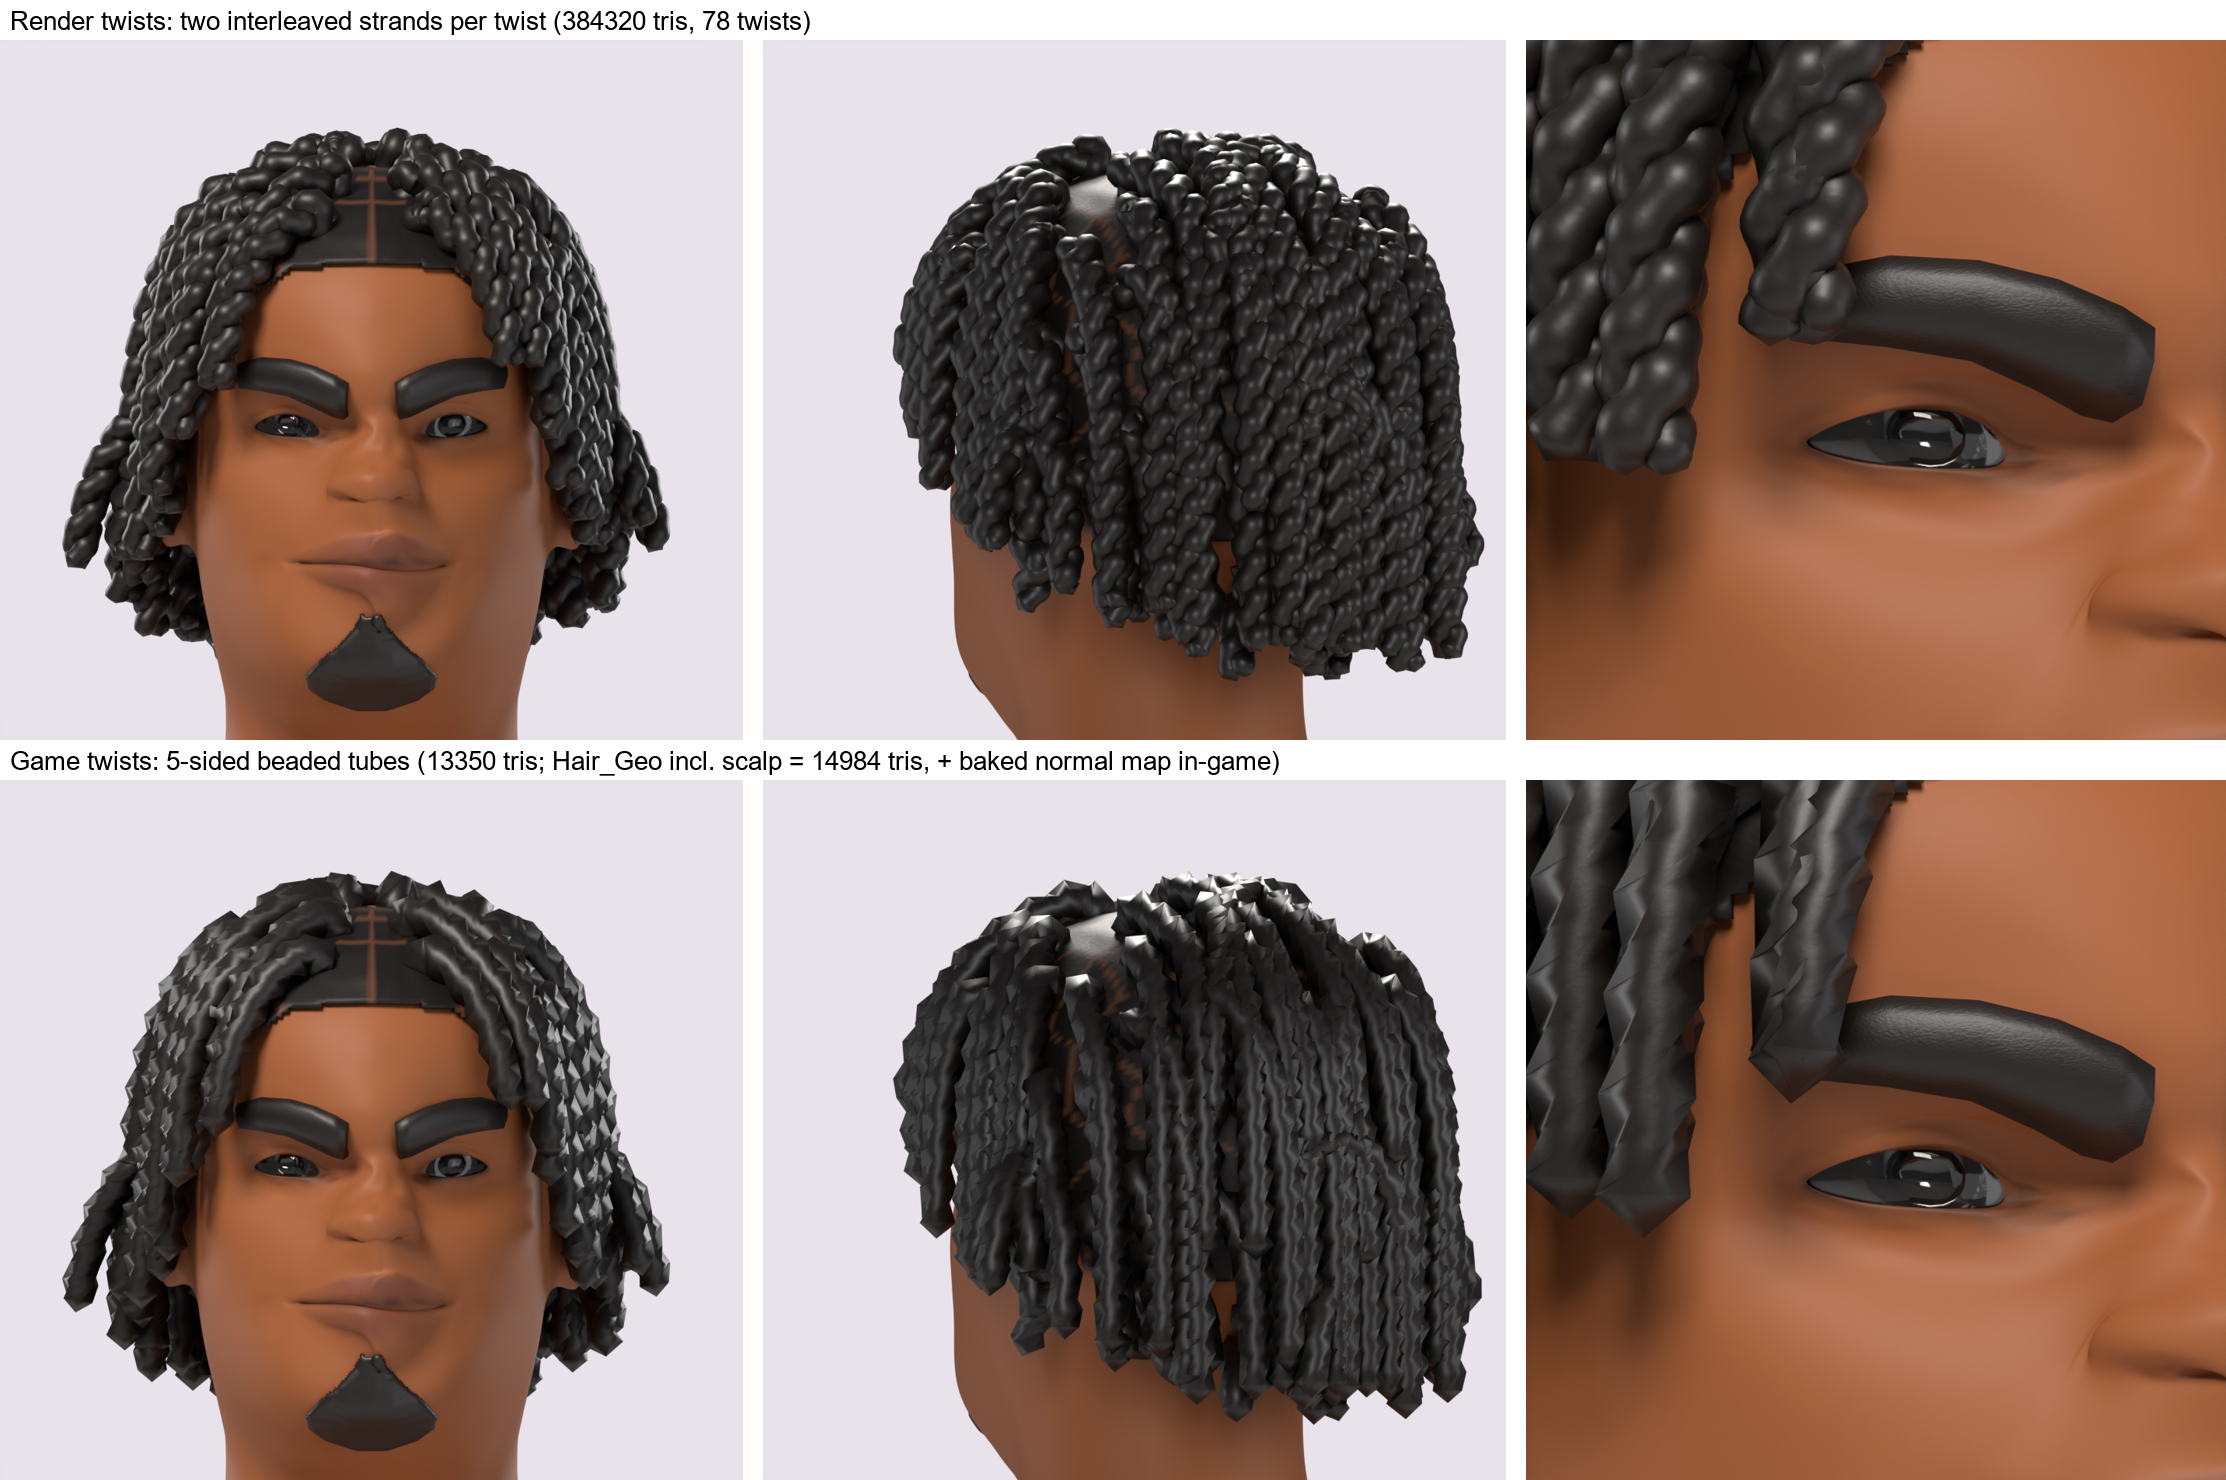 Render twists: two interleaved strands per twist (384320 tris, 78 twists)
Game twists: 5-sided beaded tubes (13350 tris; Hair_Geo incl. scalp = 14984 tris, + baked normal map in-game)